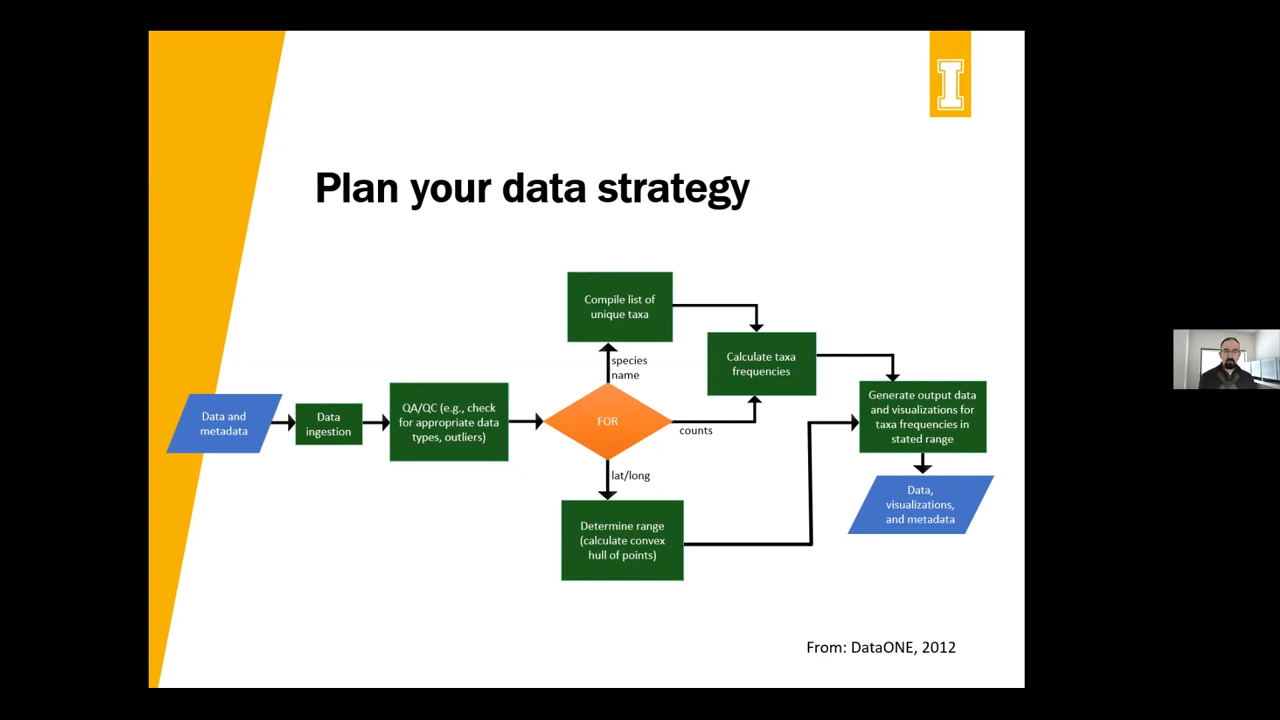 I
Plan your data strategy
Data and
metadata
Data
ingestion
QA/QC (e.g., check
for appropriate data
types, outliers)
FOR
species
name
counts
lat/long
Compile list of
unique taxa
Calculate taxa
frequencies
Determine range
(calculate convex
hull of points)
Generate output data
and visualizations for
taxa frequencies in
stated range
Data,
visualizations,
and metadata
From: DataONE, 2012